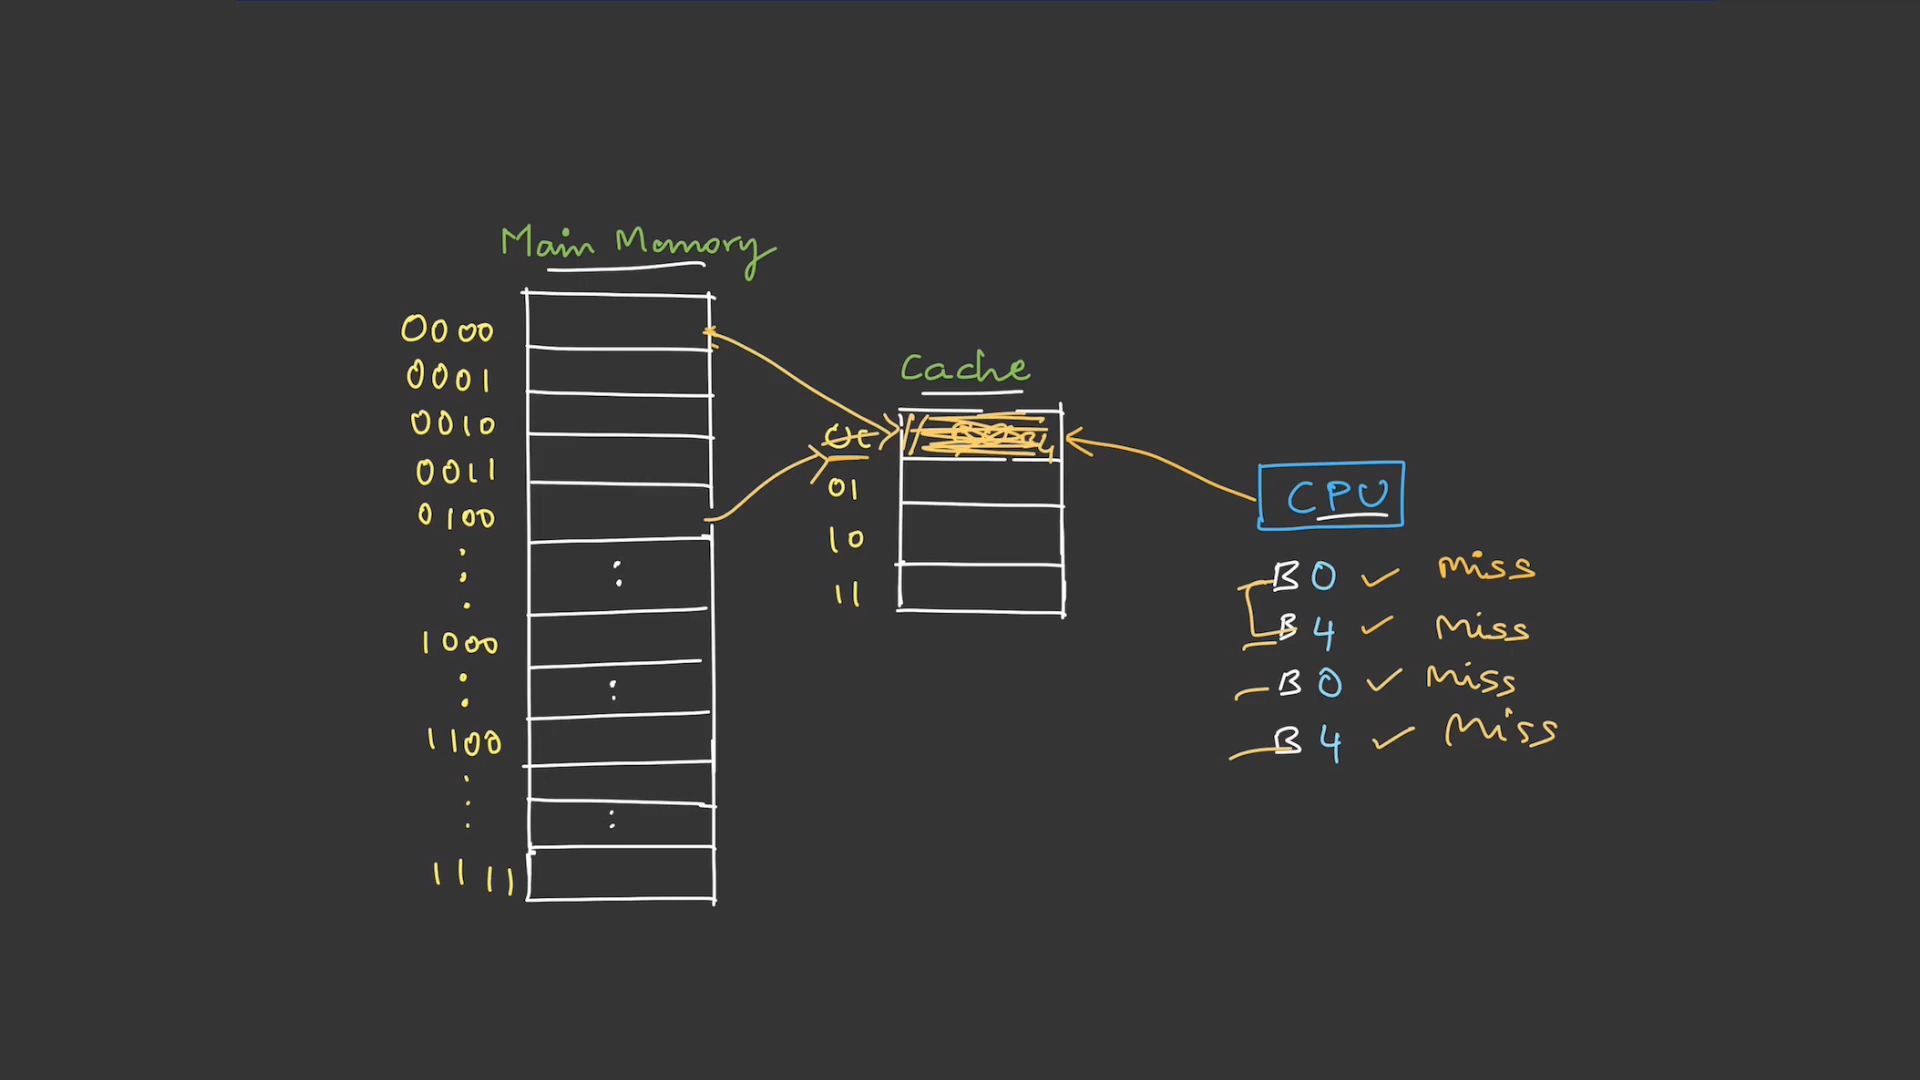 Main Memory
0000
0001
0010
0011
0100
1000
1100
1111
Cache
01
10
11
CPU
B 0 ✓ Miss
B 4 ✓ Miss
B 0 ✓ Miss
B 4 ✓ Miss